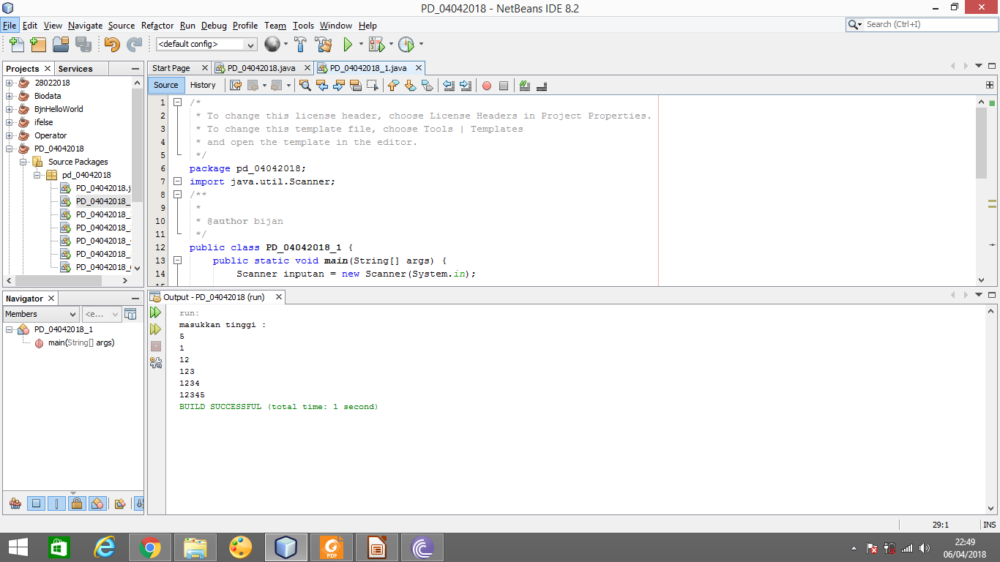 PD_04042018 - NetBeans IDE 8.2
File Edit View Navigate Source Refactor Run Debug Profile Team Tools Window Help
Search (Ctrl+I)
<default config>
Projects Services
28022018
Biodata
BjnHelloWorld
ifelse
Operator
PD_04042018
Source Packages
pd_04042018
PD_04042018.j
PD_04042018_
PD_04042018_
PD_04042018_
PD_04042018_
PD_04042018_
PD_04042018_
Start Page PD_04042018.java PD_04042018_1.java
Source History
1 /*
2 * To change this license header, choose License Headers in Project Properties.
3 * To change this template file, choose Tools | Templates
4 * and open the template in the editor.
5 */
6 package pd_04042018;
7 import java.util.Scanner;
8 /**
9 *
10 * @author bijan
11 */
12 public class PD_04042018_1 {
13 public static void main(String[] args) {
14 Scanner inputan = new Scanner(System.in);
Navigator
Members <e...
PD_04042018_1
main(String[] args)
Output - PD_04042018 (run)
run:
masukkan tinggi :
5
1
12
123
1234
12345
BUILD SUCCESSFUL (total time: 1 second)
29:1 INS
PDF
22:49
06/04/2018